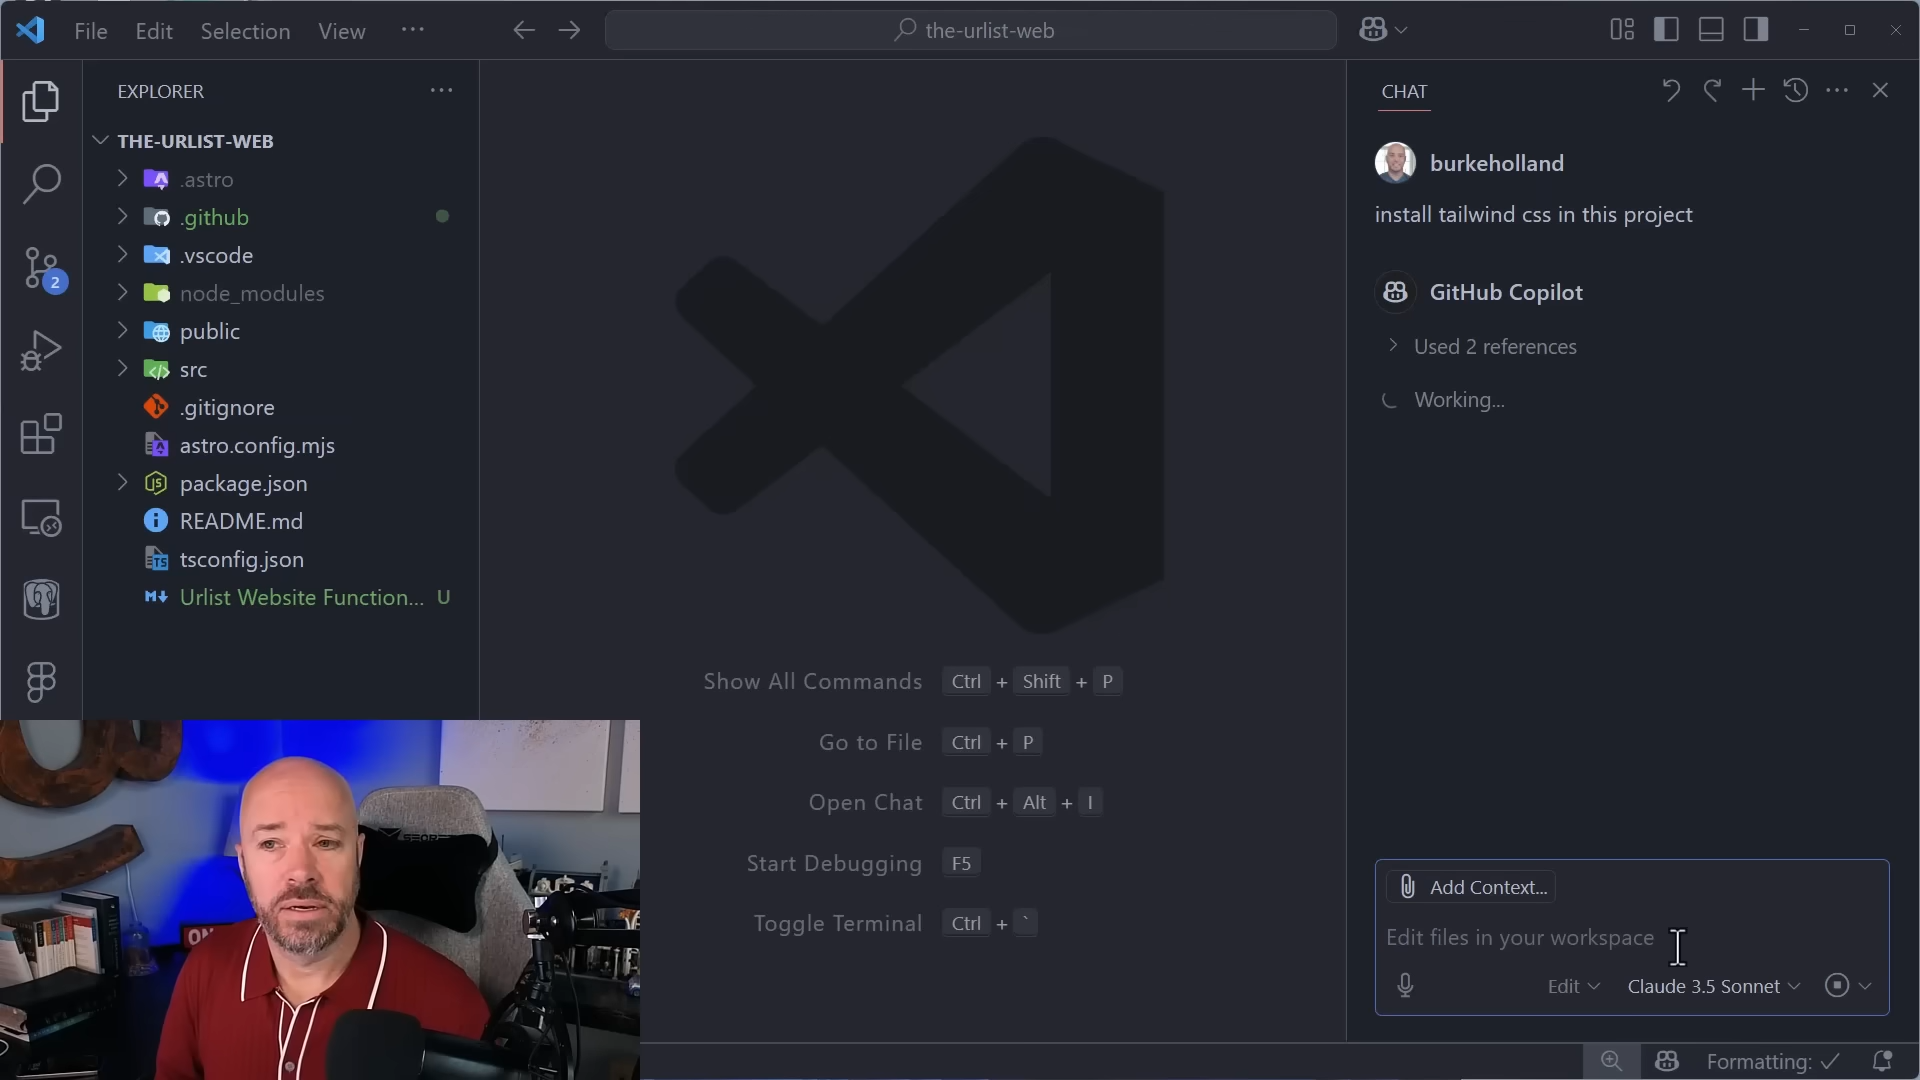 File Edit Selection View ...
the-urlist-web
EXPLORER ...
THE-URLIST-WEB
.astro
.github
.vscode
node_modules
public
src
.gitignore
astro.config.mjs
package.json
README.md
tsconfig.json
Urlist Website Function... U
2
Show All Commands Ctrl + Shift + P
Go to File Ctrl + P
Open Chat Ctrl + Alt + I
Start Debugging F5
Toggle Terminal Ctrl + `
CHAT
burkeholland
install tailwind css in this project
GitHub Copilot
Used 2 references
Working...
Add Context...
Edit files in your workspace
Edit Claude 3.5 Sonnet
Formatting: ✓
ON